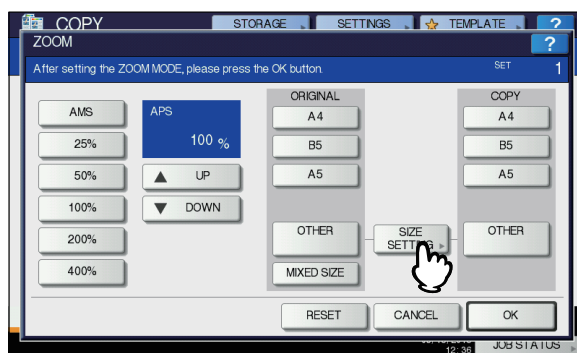 COPY STORAGE SETTINGS TEMPLATE ?
ZOOM ?
After setting the ZOOM MODE, please press the OK button. SET 1
ORIGINAL COPY
AMS APS A4 A4
25% 100 % B5 B5
50% UP A5 A5
100% DOWN
200% OTHER SIZE SETTING OTHER
400% MIXED SIZE
RESET CANCEL OK
12:36 JOB STATUS